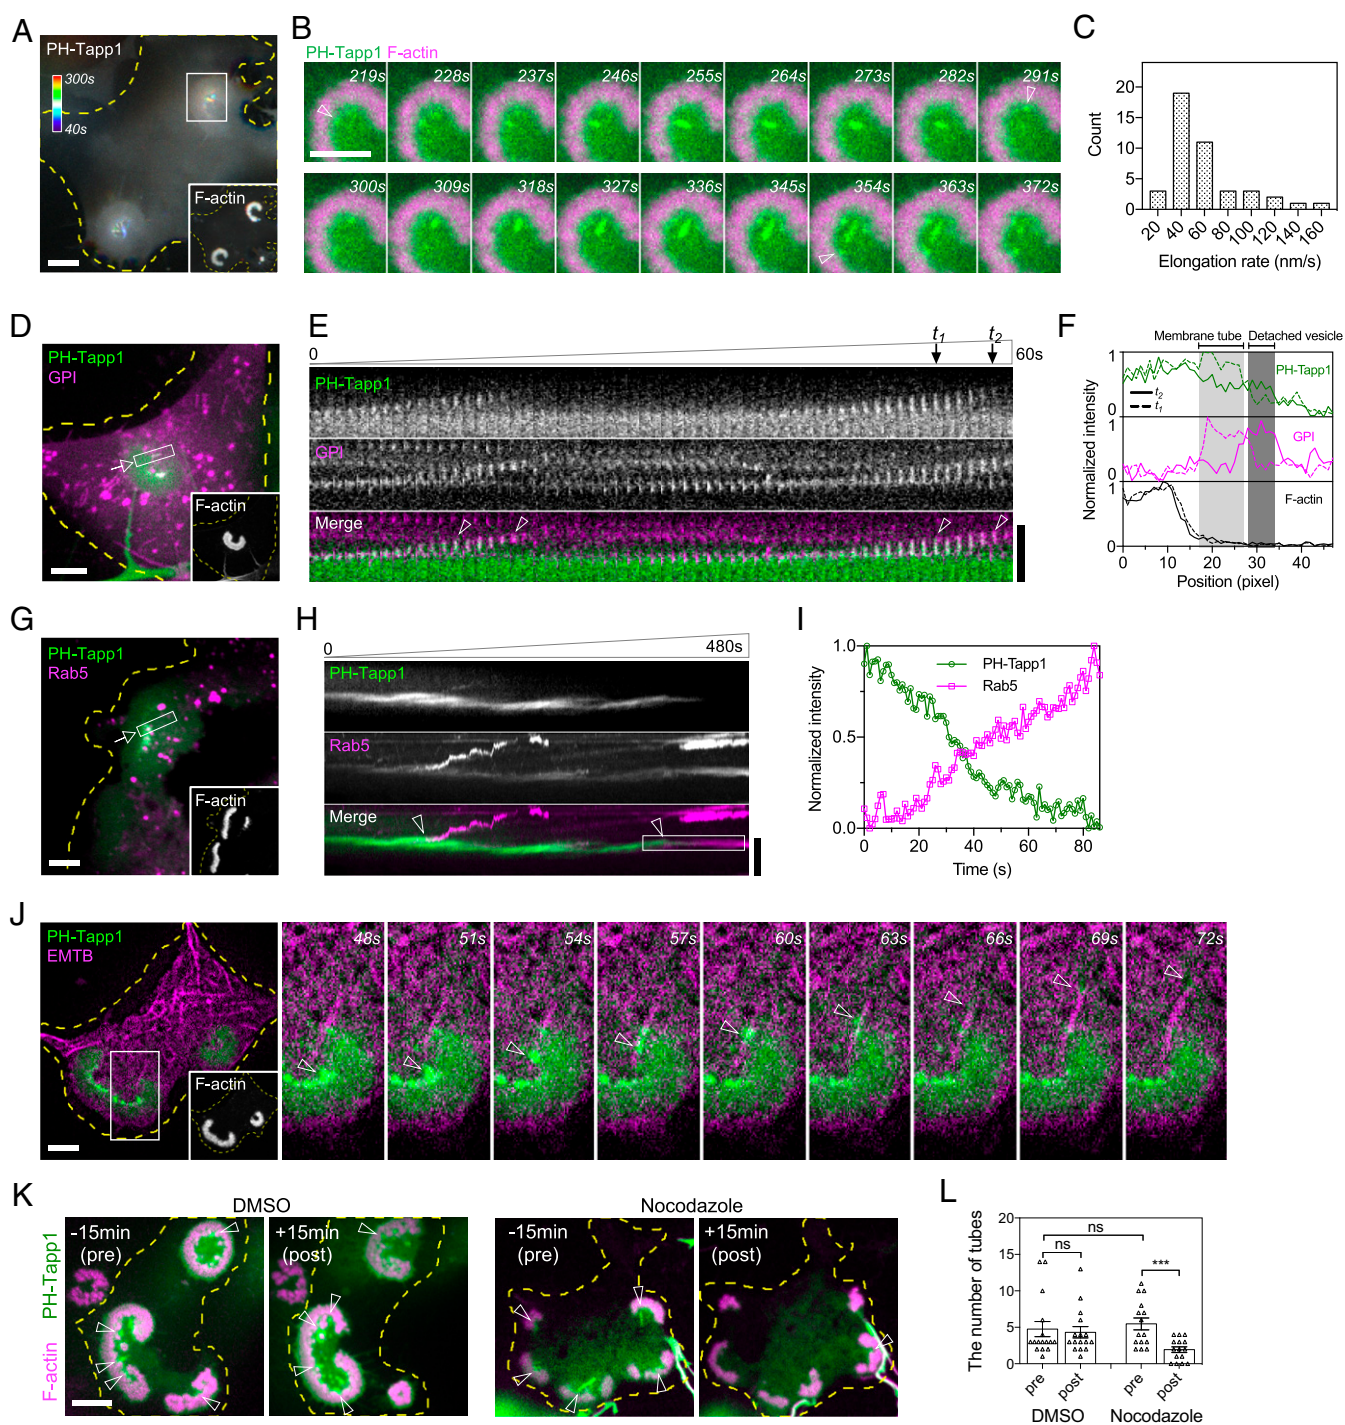 A
PH-Tapp1
300s
40s
F-actin
B
PH-Tapp1 F-actin
219s 228s 237s 246s 255s 264s 273s 282s 291s
300s 309s 318s 327s 336s 345s 354s 363s 372s
C
Count
20
15
10
5
0
20 40 60 80 100 120 140 160
Elongation rate (nm/s)
D
PH-Tapp1
GPI
F-actin
E
t1 t2
0
60s
PH-Tapp1
GPI
Merge
F
Membrane tube Detached vesicle
Normalized intensity
1
PH-Tapp1
t2
t1
0
1
GPI
0
1
F-actin
0
0 10 20 30 40
Position (pixel)
G
PH-Tapp1
Rab5
F-actin
H
0
480s
PH-Tapp1
Rab5
Merge
I
Normalized intensity
1.0
0.5
0.0
PH-Tapp1
Rab5
0 20 40 60 80
Time (s)
J
PH-Tapp1
EMTB
F-actin
48s 51s 54s 57s 60s 63s 66s 69s 72s
K
DMSO
Nocodazole
F-actin PH-Tapp1
-15min
(pre)
+15min
(post)
-15min
(pre)
+15min
(post)
L
The number of tubes
20
15
10
5
0
ns
ns
***
pre post pre post
DMSO Nocodazole